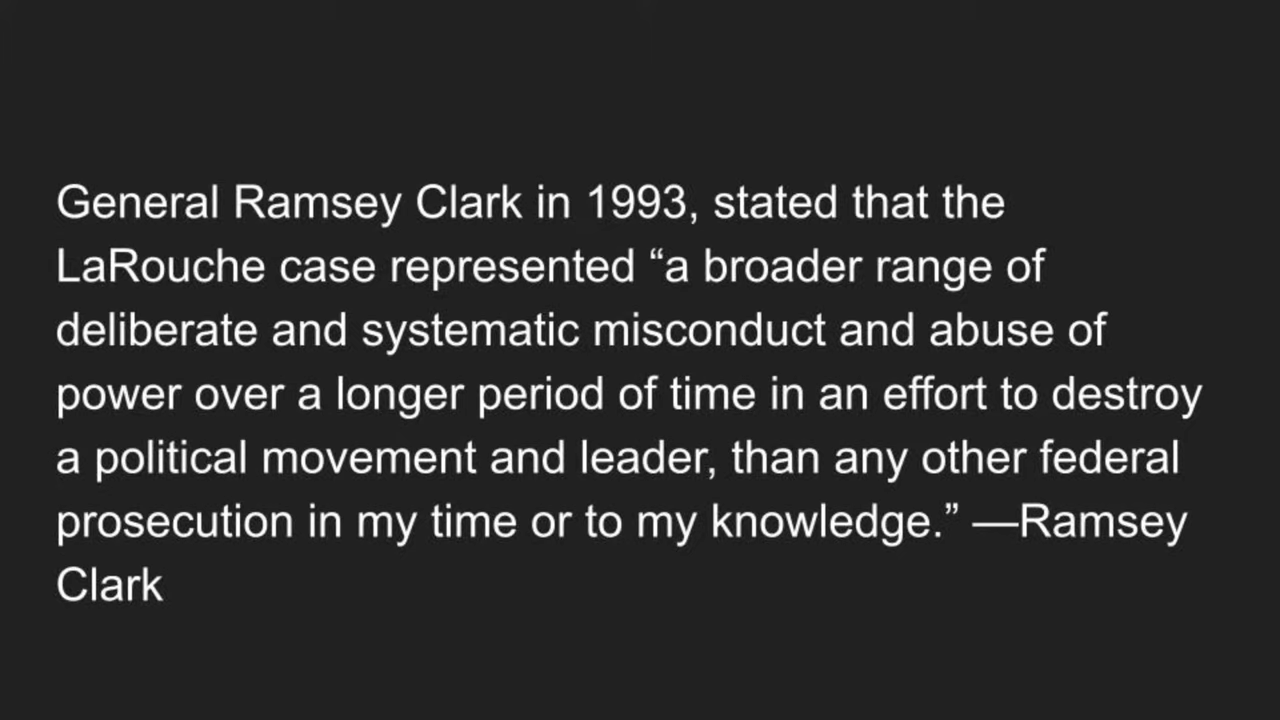 General Ramsey Clark in 1993, stated that the
LaRouche case represented “a broader range of
deliberate and systematic misconduct and abuse of
power over a longer period of time in an effort to destroy
a political movement and leader, than any other federal
prosecution in my time or to my knowledge.” —Ramsey
Clark